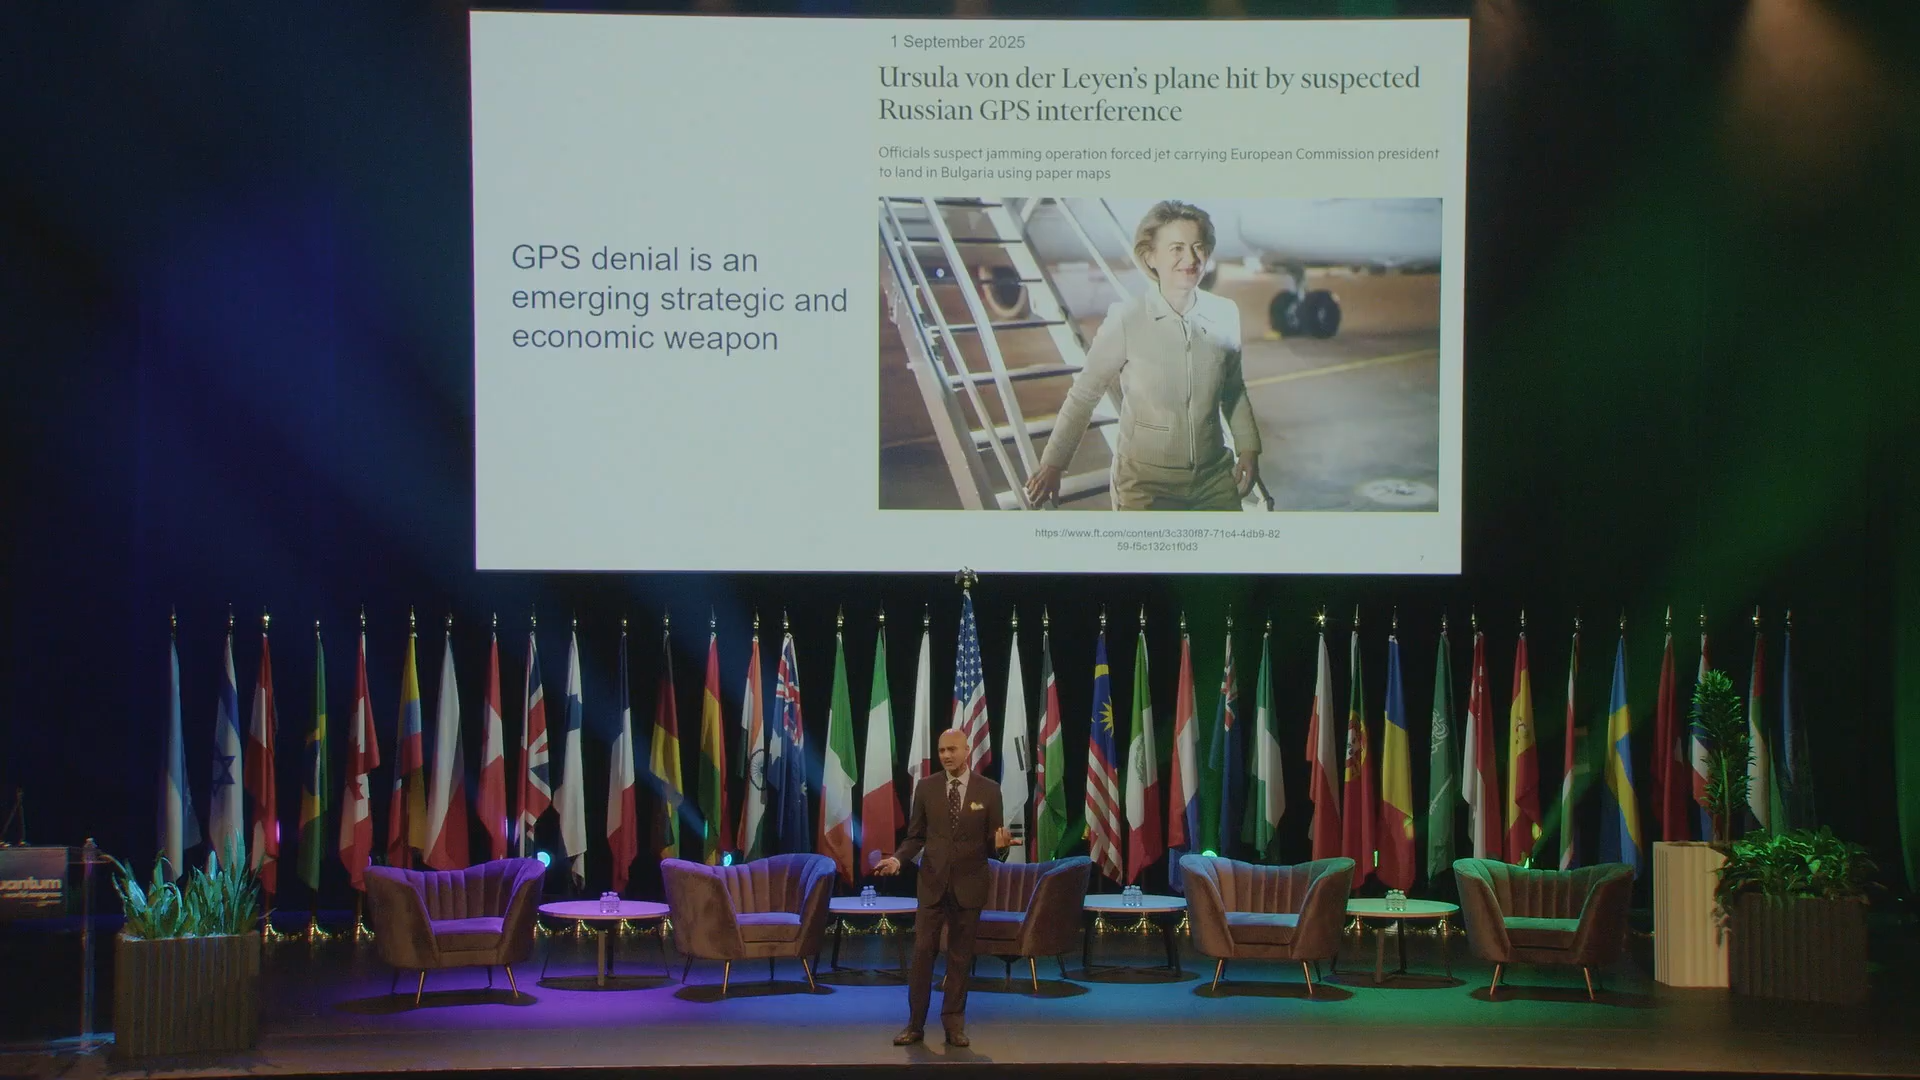 1 September 2025
Ursula von der Leyen's plane hit by suspected
Russian GPS interference
Officials suspect jamming operation forced jet carrying European Commission president
to land in Bulgaria using paper maps
GPS denial is an
emerging strategic and
economic weapon
https://www.ft.com/content/3c330f87-71c4-4db9-82
59-f5c132c1f0d3
7
uantum